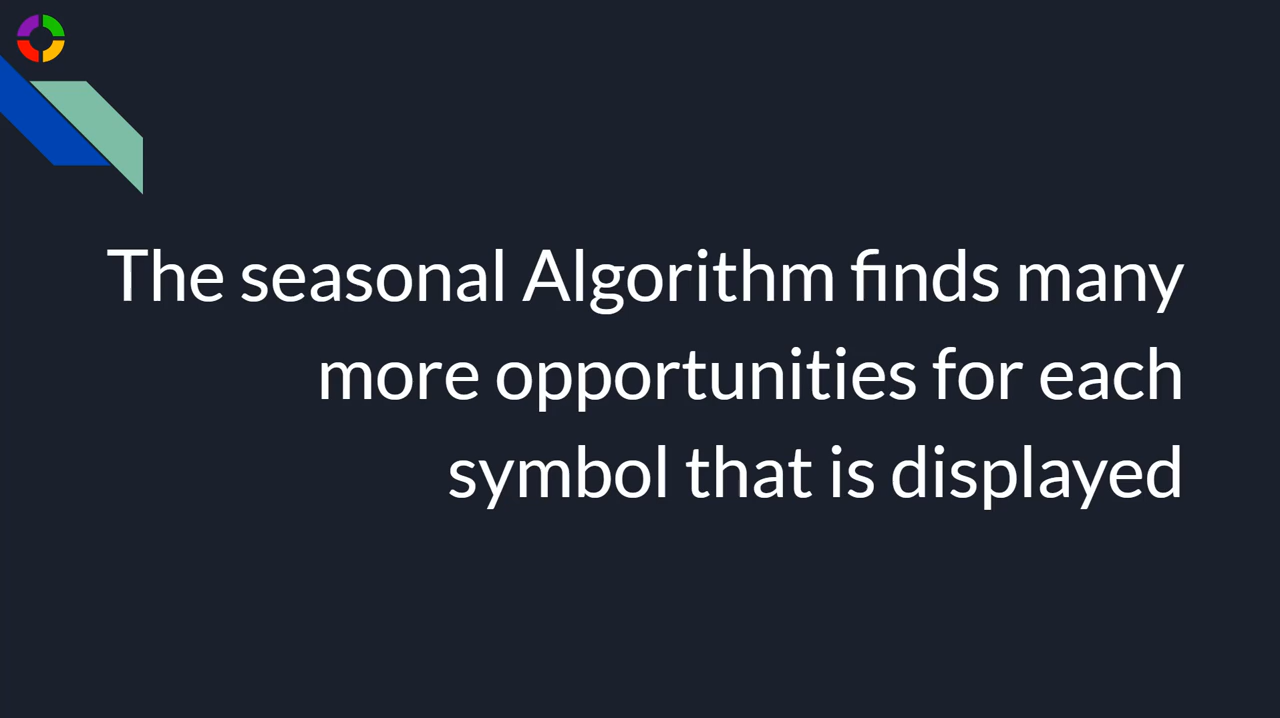 The seasonal Algorithm finds many
more opportunities for each
symbol that is displayed